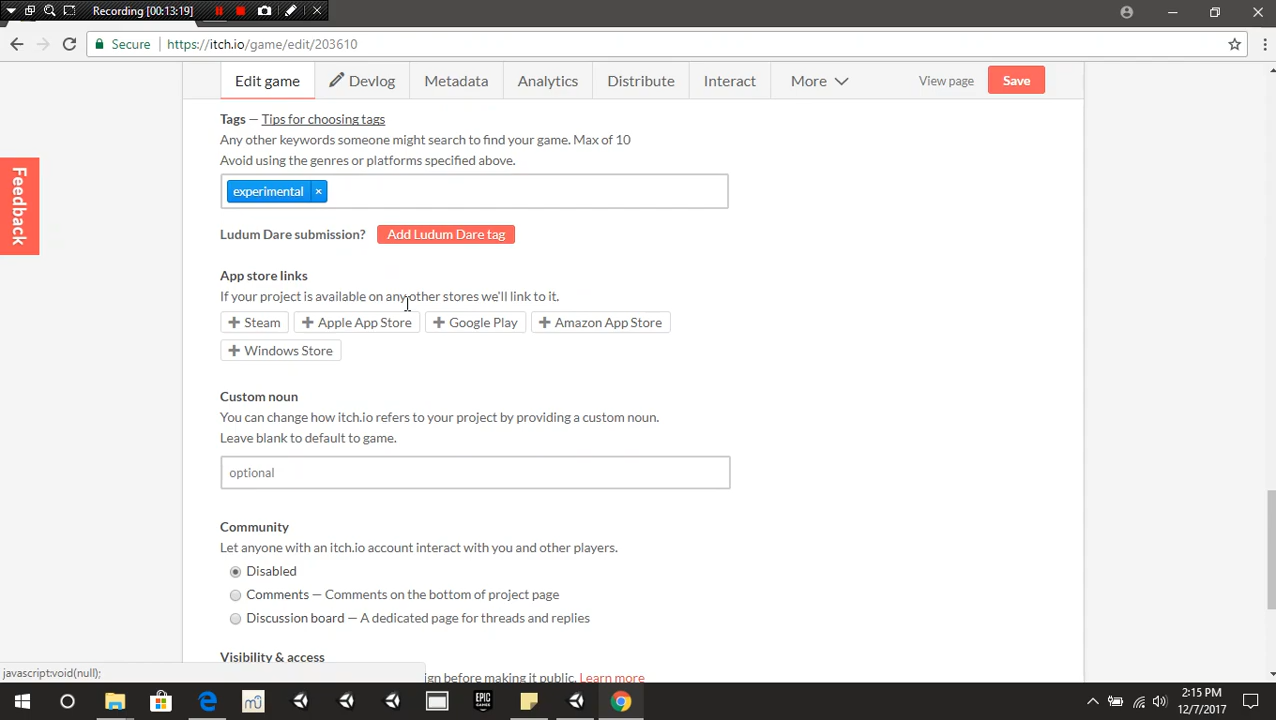 Recording [00:13:19]
Secure https://itch.io/game/edit/203610
Edit game Devlog Metadata Analytics Distribute Interact More View page Save
Tags — Tips for choosing tags
Any other keywords someone might search to find your game. Max of 10
Avoid using the genres or platforms specified above.
experimental ×
Feedback
Ludum Dare submission? Add Ludum Dare tag
App store links
If your project is available on any other stores we'll link to it.
Steam Apple App Store Google Play Amazon App Store
Windows Store
Custom noun
You can change how itch.io refers to your project by providing a custom noun.
Leave blank to default to game.
optional
Community
Let anyone with an itch.io account interact with you and other players.
Disabled
Comments — Comments on the bottom of project page
Discussion board — A dedicated page for threads and replies
Visibility & access
javascript:void(null);
ign before making it public. Learn more
EPIC GAMES
2:15 PM
12/7/2017